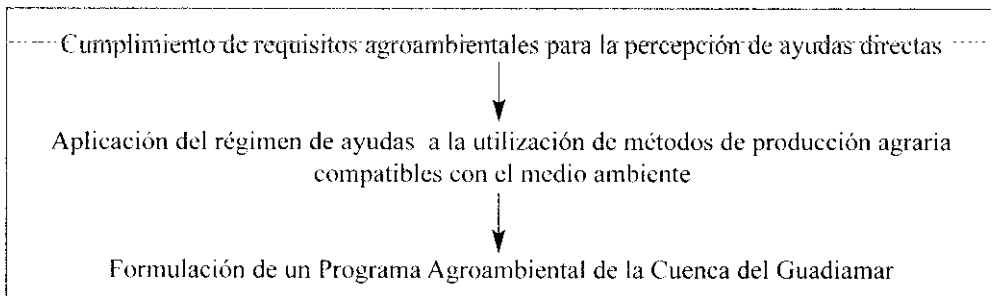 Cumplimiento de requisitos agroambientales para la percepción de ayudas directas
Aplicación del régimen de ayudas a la utilización de métodos de producción agraria
compatibles con el medio ambiente
Formulación de un Programa Agroambiental de la Cuenca del Guadiamar